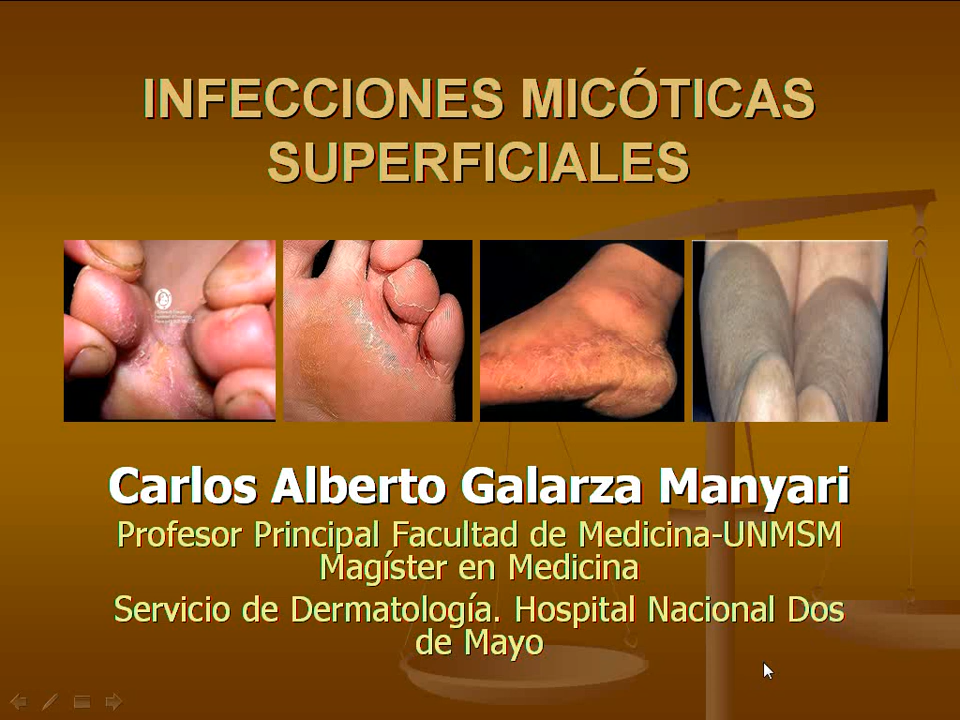 INFECCIONES MICÓTICAS
SUPERFICIALES
Carlos Alberto Galarza Manyari
Profesor Principal Facultad de Medicina-UNMSM
Magíster en Medicina
Servicio de Dermatología. Hospital Nacional Dos
de Mayo